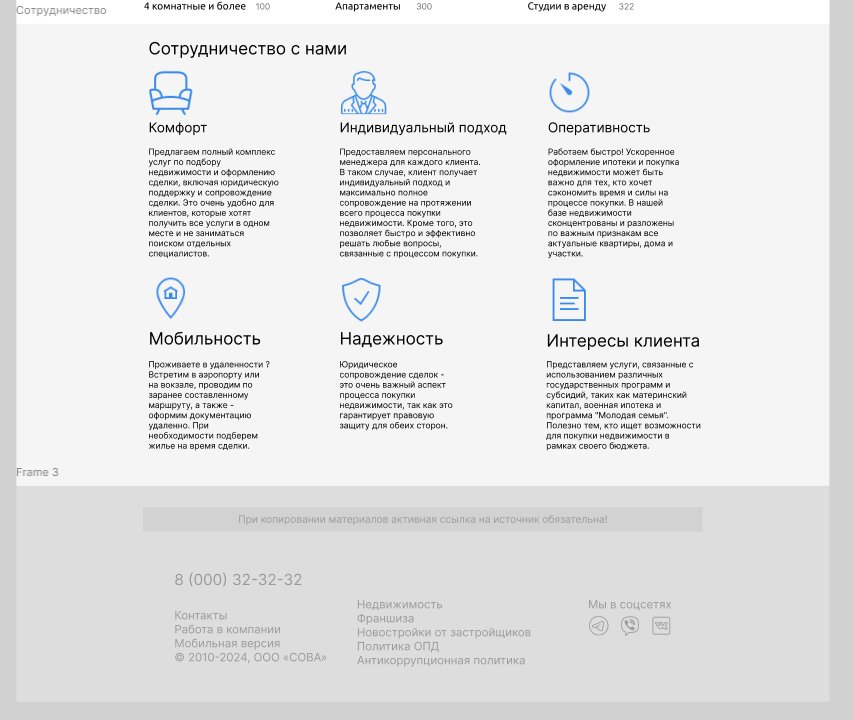 Сотрудничество
4 комнатные и более 100 Апартаменты 300 Студии в аренду 322
Сотрудничество с нами
Комфорт
Предлагаем полный комплекс
услуг по подбору
недвижимости и оформлению
сделки, включая юридическую
поддержку и сопровождение
сделки. Это очень удобно для
клиентов, которые хотят
получить все услуги в одном
месте и не заниматься
поиском отдельных
специалистов.
Индивидуальный подход
Предоставляем персонального
менеджера для каждого клиента.
В таком случае, клиент получает
индивидуальный подход и
максимально полное
сопровождение на протяжении
всего процесса покупки
недвижимости. Кроме того, это
позволяет быстро и эффективно
решать любые вопросы,
связанные с процессом покупки.
Оперативность
Работаем быстро! Ускоренное
оформление ипотеки и покупка
недвижимости может быть
важно для тех, кто хочет
сэкономить время и силы на
процессе покупки. В нашей
базе недвижимости
сконцентрированы и разложены
по важным признакам все
актуальные квартиры, дома и
участки.
Мобильность
Проживаете в удаленности ?
Встретим в аэропорту или
на вокзале, проводим по
заранее составленному
маршруту, а также -
оформим документацию
удаленно. При
необходимости подберем
жилье на время сделки.
Надежность
Юридическое
сопровождение сделок -
это очень важный аспект
процесса покупки
недвижимости, так как это
гарантирует правовую
защиту для обеих сторон.
Интересы клиента
Представляем услуги, связанные с
использованием различных
государственных программ и
субсидий, таких как материнский
капитал, военная ипотека и
программа "Молодая семья".
Полезно тем, кто ищет возможности
для покупки недвижимости в
рамках своего бюджета.
Frame 3
При копировании материалов активная ссылка на источник обязательна!
8 (000) 32-32-32
Контакты
Работа в компании
Мобильная версия
© 2010-2024, ООО «СОВА»
Недвижимость
Франшиза
Новостройки от застройщиков
Политика ОПД
Антикоррупционная политика
Мы в соцсетях